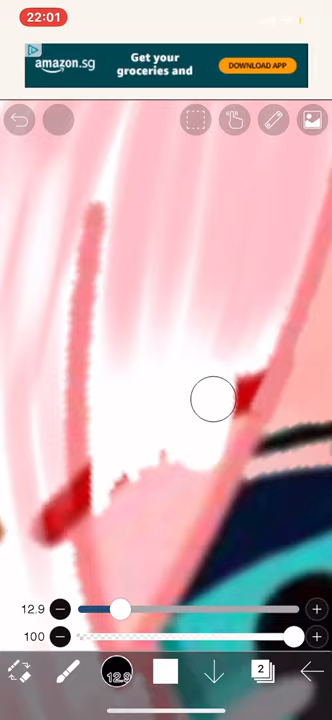 22:01
amazon.sg
Get your
groceries and
DOWNLOAD APP
12.9
100
12.9
2